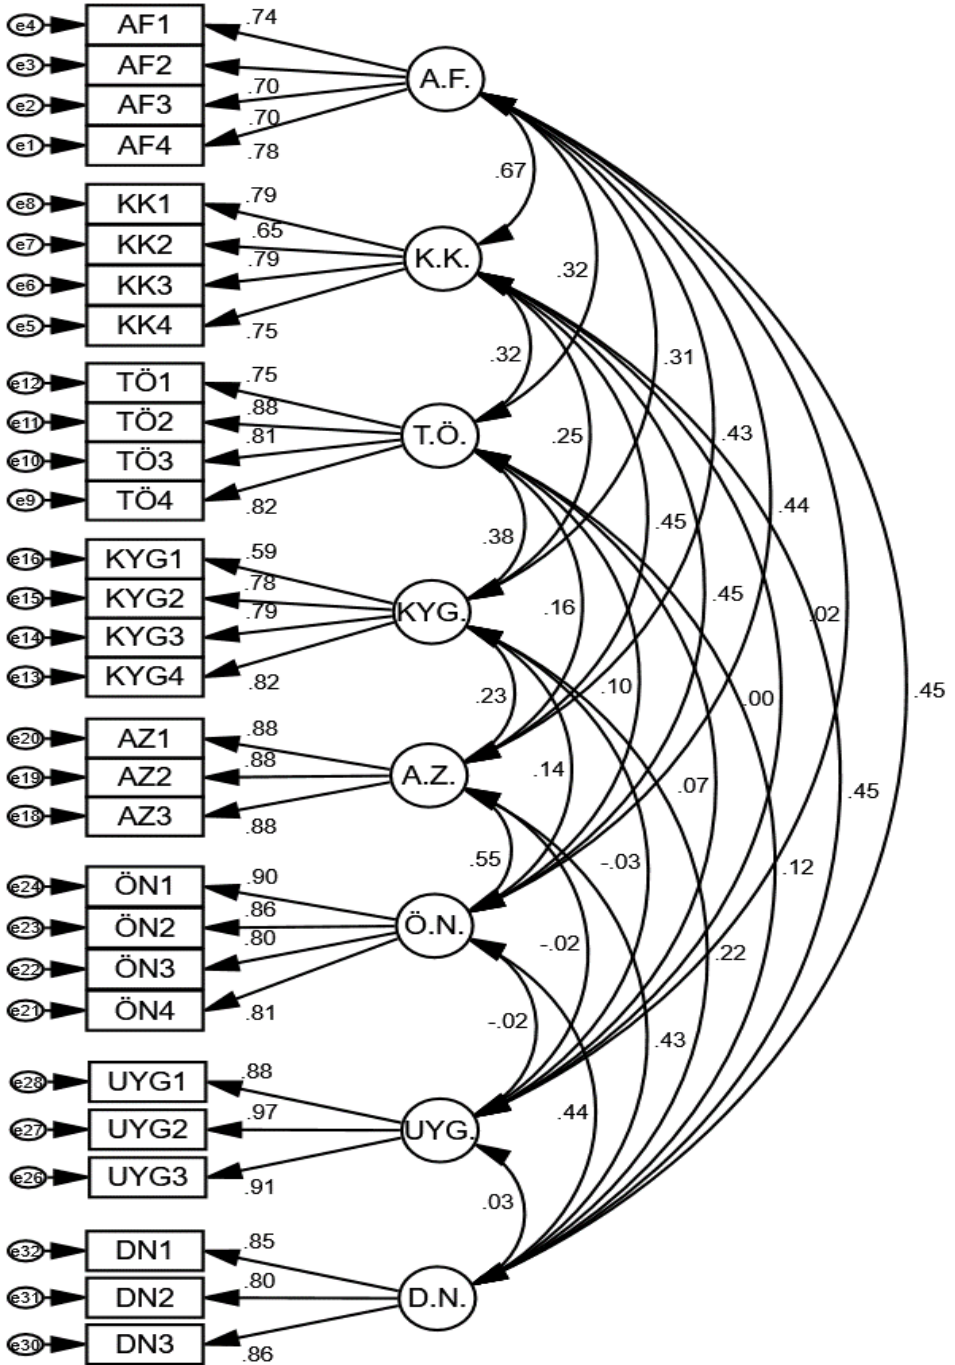 e4 AF1 .74
e3 AF2 .70 A.F.
e2 AF3 .70
e1 AF4 .78
.67
e8 KK1 .79
e7 KK2 .65 K.K.
e6 KK3 .79 .32
e5 KK4 .75
.32 .31
e12 TÖ1 .75
e11 TÖ2 .88 T.Ö. .25 .43
e10 TÖ3 .81
e9 TÖ4 .82 .44
.38 .45
e16 KYG1 .59
e15 KYG2 .78 KYG. .16 .45 .02
e14 KYG3 .79
e13 KYG4 .82
.23 .10 .00 .45
e20 AZ1 .88
e19 AZ2 .88 A.Z. .14 .07 .45
e18 AZ3 .88
.55 -.03 .12
e24 ÖN1 .90
e23 ÖN2 .86 Ö.N. -.02 .22
e22 ÖN3 .80
e21 ÖN4 .81
-.02 .43
e28 UYG1 .88
e27 UYG2 .97 UYG. .44
e26 UYG3 .91
.03
e32 DN1 .85
e31 DN2 .80 D.N.
e30 DN3 .86